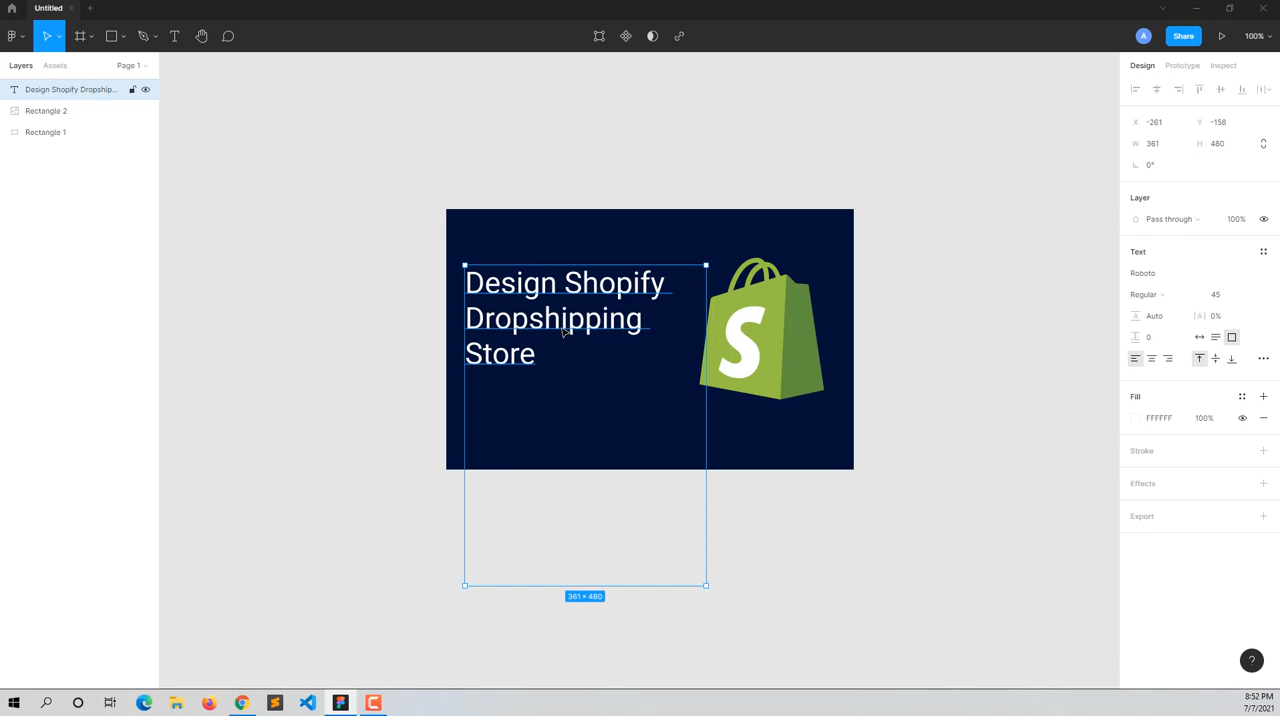 Untitled
Share
100%
Layers
Assets
Page 1
Design Shopify Dropship...
Rectangle 2
Rectangle 1
Design Shopify
Dropshipping
Store
S
361 × 480
Design
Prototype
Inspect
X -261
Y -158
W 361
H 480
0°
Layer
Pass through
100%
Text
Roboto
Regular
45
Auto
0%
0
Fill
FFFFFF
100%
Stroke
Effects
Export
?
8:52 PM
7/7/2021